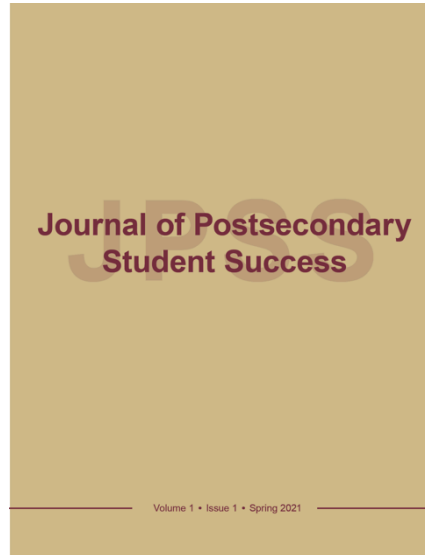 JPSS
Journal of Postsecondary
Student Success
Volume 1 • Issue 1 • Spring 2021